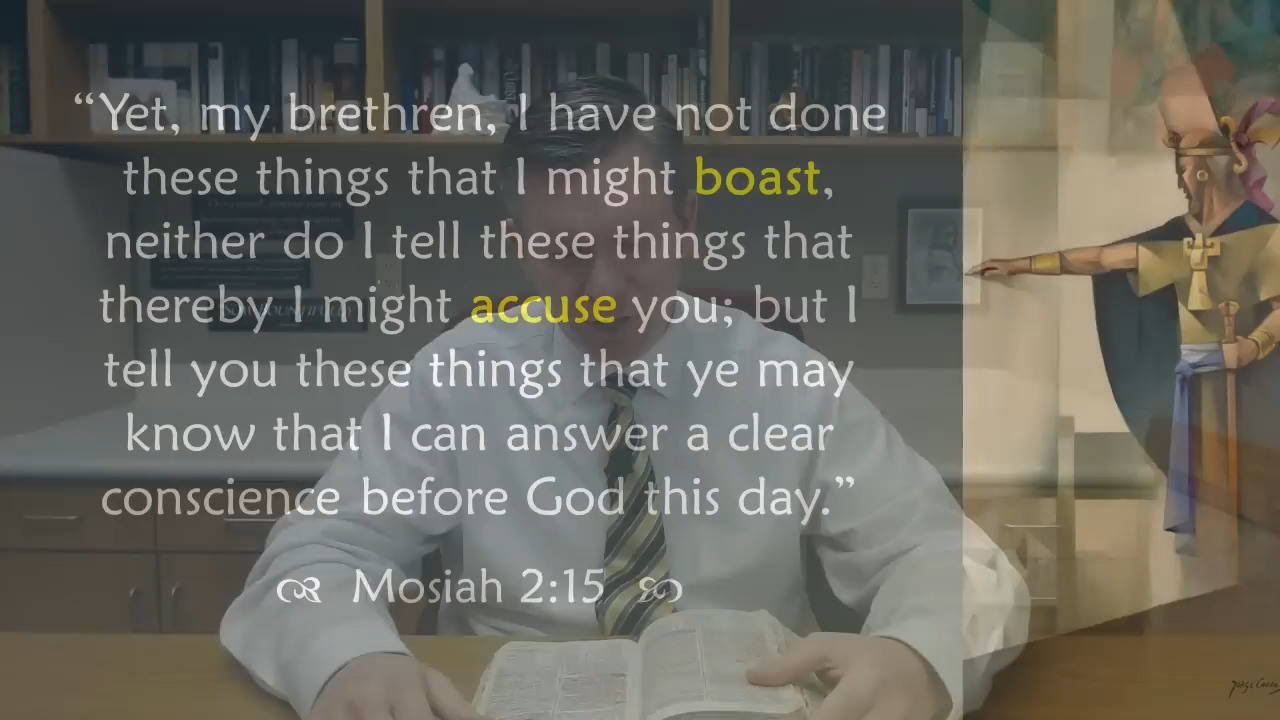 “Yet, my brethren, I have not done
these things that I might boast,
neither do I tell these things that
thereby I might accuse you; but I
tell you these things that ye may
know that I can answer a clear
conscience before God this day.”
Mosiah 2:15